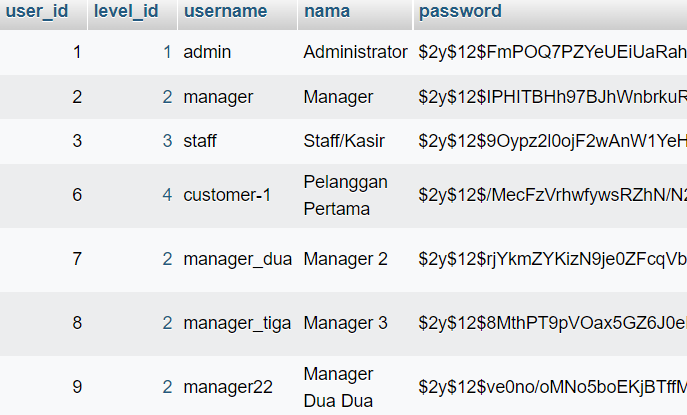 user_id level_id username nama password
1 1 admin Administrator $2y$12$FmPOQ7PZYeUEiUaRah
2 2 manager Manager $2y$12$IPHITBHh97BJhWnbrkuR
3 3 staff Staff/Kasir $2y$12$9Oypz2l0ojF2wAnW1YeH
6 4 customer-1 Pelanggan Pertama $2y$12$/MecFzVrhwfywsRZhN/N2
7 2 manager_dua Manager 2 $2y$12$rjYkmZYKizN9je0ZFcqVb
8 2 manager_tiga Manager 3 $2y$12$8MthPT9pVOax5GZ6J0e
9 2 manager22 Manager Dua Dua $2y$12$ve0no/oMNo5boEKjBTffM